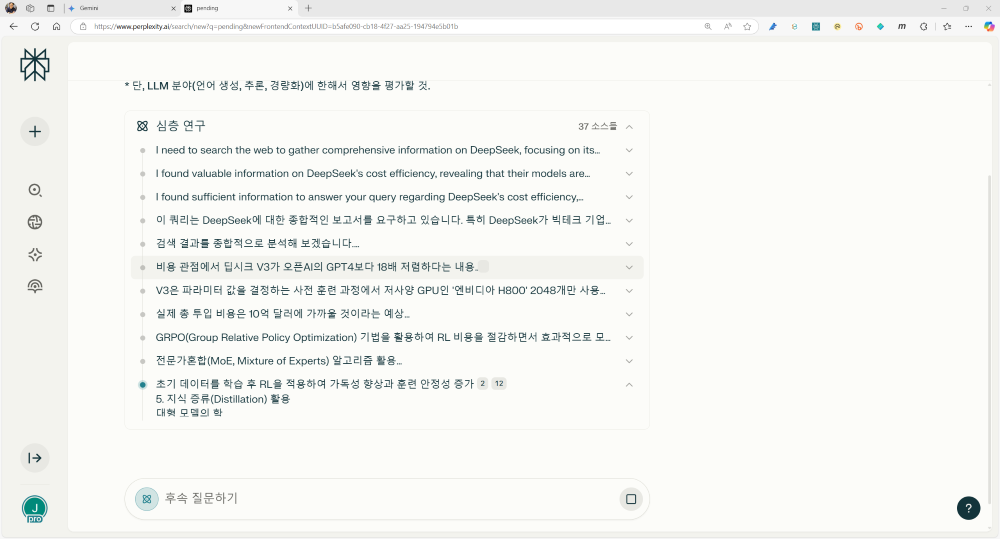 Gemini
pending
https://www.perplexity.ai/search/new?q=pending&newFrontendContextUUID=b5afe090-cb18-4f27-aa25-194794e5b01b
* 단, LLM 분야(언어 생성, 추론, 경량화)에 한해서 영향을 평가할 것.
심층 연구
37 소스들
I need to search the web to gather comprehensive information on DeepSeek, focusing on its...
I found valuable information on DeepSeek's cost efficiency, revealing that their models are...
I found sufficient information to answer your query regarding DeepSeek's cost efficiency,...
이 쿼리는 DeepSeek에 대한 종합적인 보고서를 요구하고 있습니다. 특히 DeepSeek가 빅테크 기업...
검색 결과를 종합적으로 분석해 보겠습니다....
비용 관점에서 딥시크 V3가 오픈AI의 GPT4보다 18배 저렴하다는 내용..
V3은 파라미터 값을 결정하는 사전 훈련 과정에서 저사양 GPU인 '엔비디아 H800' 2048개만 사용...
실제 총 투입 비용은 10억 달러에 가까울 것이라는 예상...
GRPO(Group Relative Policy Optimization) 기법을 활용하여 RL 비용을 절감하면서 효과적으로 모...
전문가혼합(MoE, Mixture of Experts) 알고리즘 활용...
초기 데이터를 학습 후 RL을 적용하여 가독성 향상과 훈련 안정성 증가 2 12
5. 지식 증류(Distillation) 활용
대형 모델의 학
후속 질문하기
J
pro
?